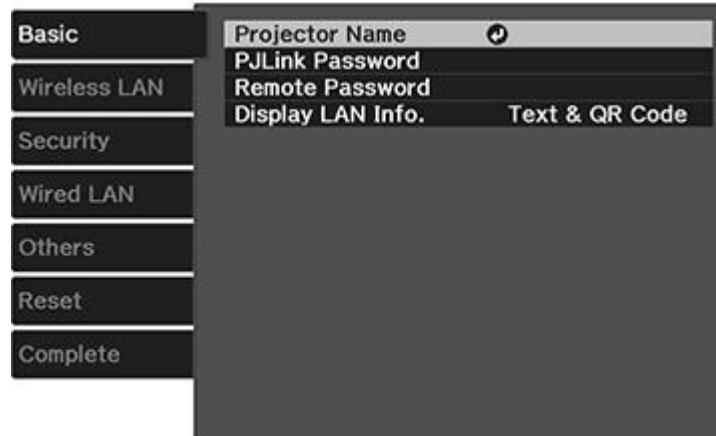 Basic
Wireless LAN
Security
Wired LAN
Others
Reset
Complete
Projector Name
PJLink Password
Remote Password
Display LAN Info. Text & QR Code